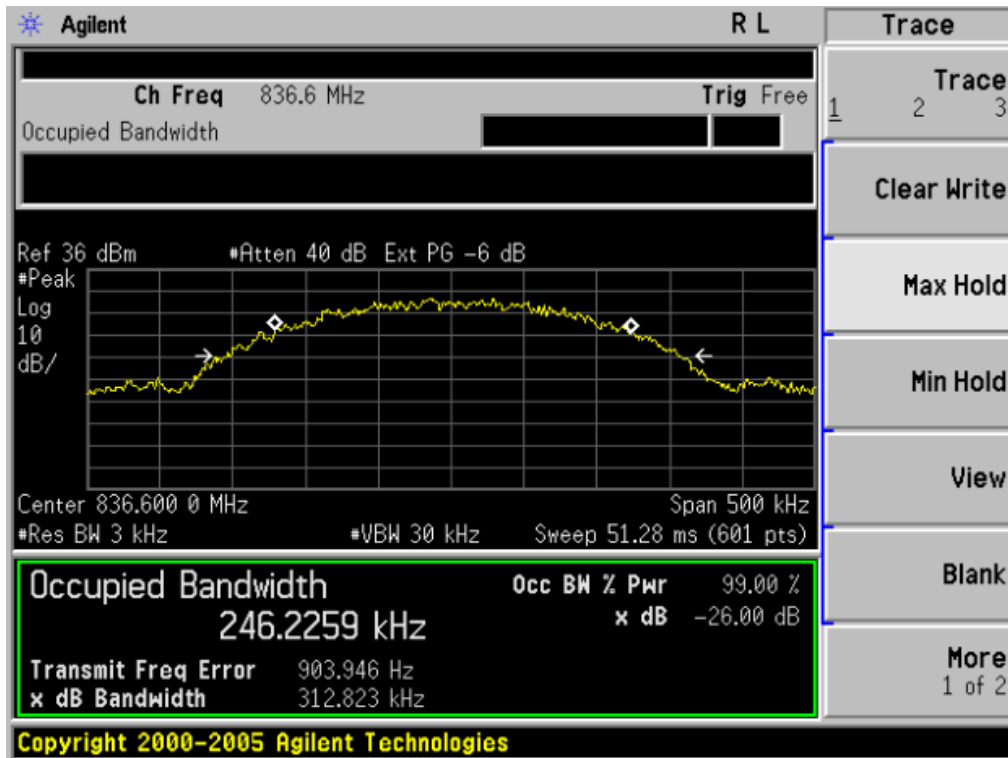 Agilent R L Trace
Ch Freq 836.6 MHz Trig Free
Occupied Bandwidth
Trace
1 2 3
Clear Write
Max Hold
Min Hold
View
Blank
More
1 of 2
Ref 36 dBm #Atten 40 dB Ext PG -6 dB
#Peak
Log
10
dB/
Center 836.600 0 MHz Span 500 kHz
#Res BW 3 kHz #VBW 30 kHz Sweep 51.28 ms (601 pts)
Occupied Bandwidth Occ BW % Pwr 99.00 %
246.2259 kHz x dB -26.00 dB
Transmit Freq Error 903.946 Hz
x dB Bandwidth 312.823 kHz
Copyright 2000-2005 Agilent Technologies